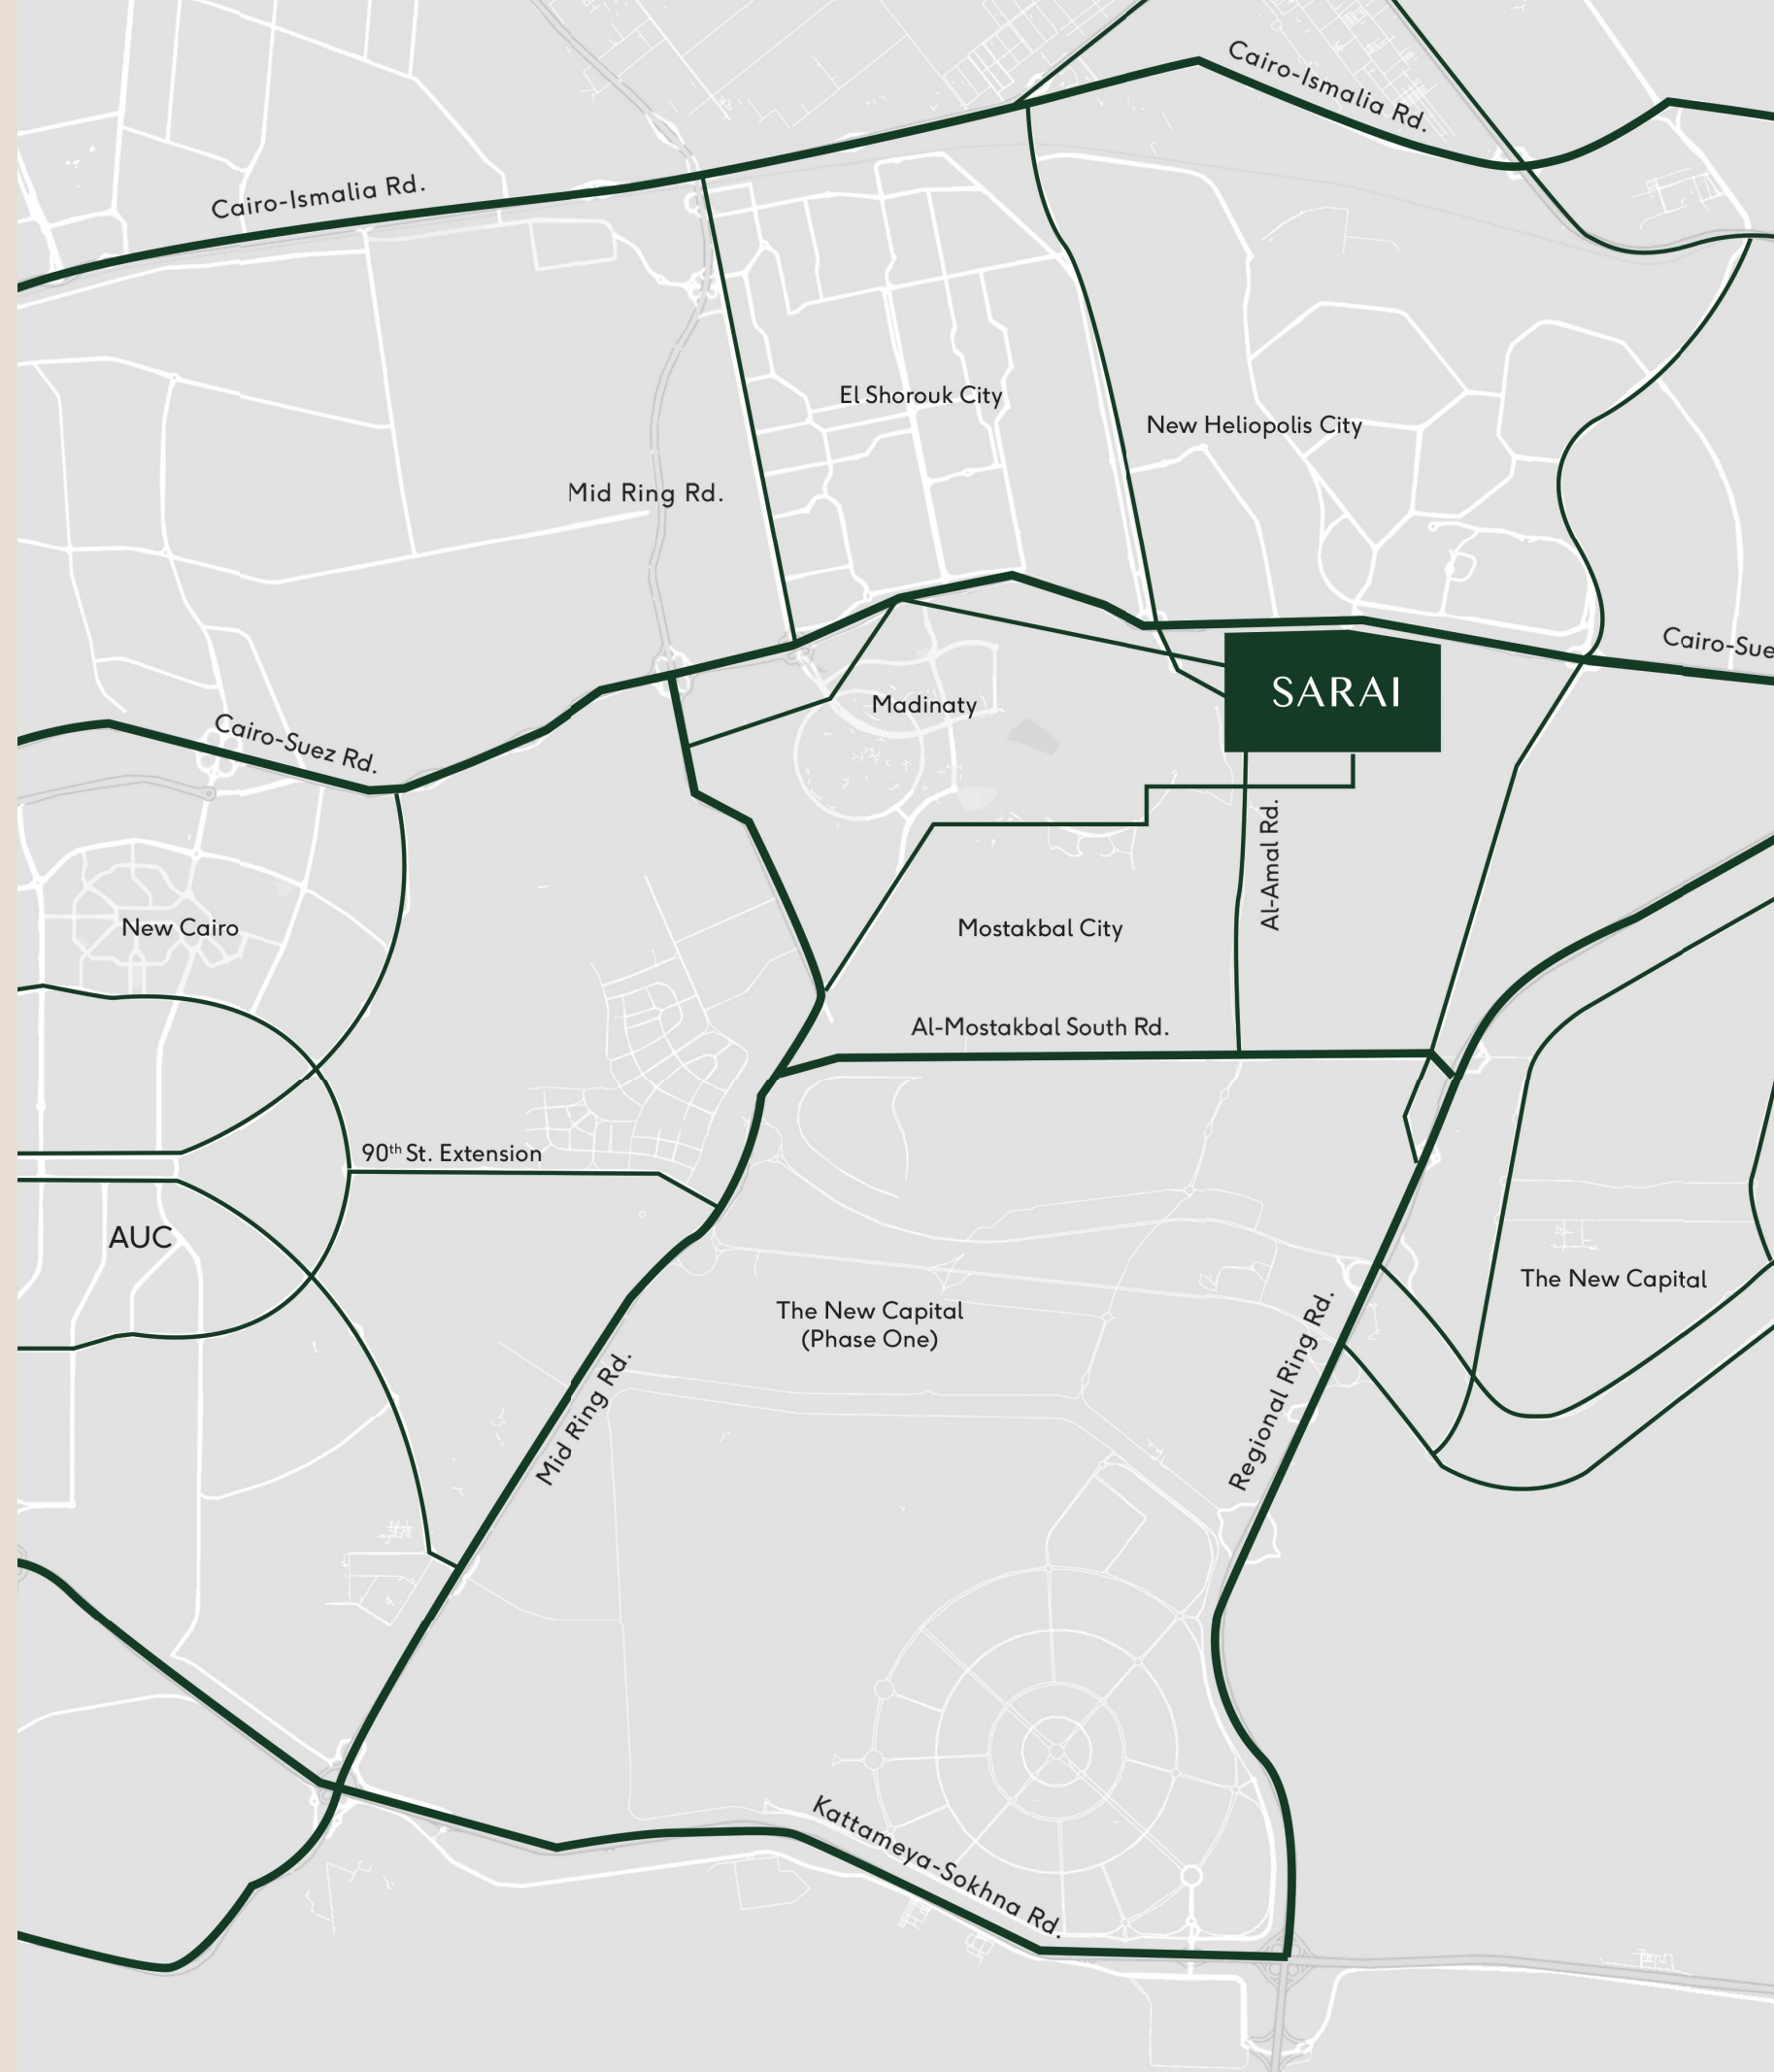 Cairo-Ismalia Rd.
Cairo-Ismalia Rd.
El Shorouk City
New Heliopolis City
Mid Ring Rd.
Cairo-Sue
SARAI
Madinaty
Cairo-Suez Rd.
Al-Amal Rd.
New Cairo
Mostakbal City
Al-Mostakbal South Rd.
90th St. Extension
AUC
The New Capital
The New Capital
(Phase One)
Regional Ring Rd.
Mid Ring Rd.
Kattameya-Sokhna Rd.